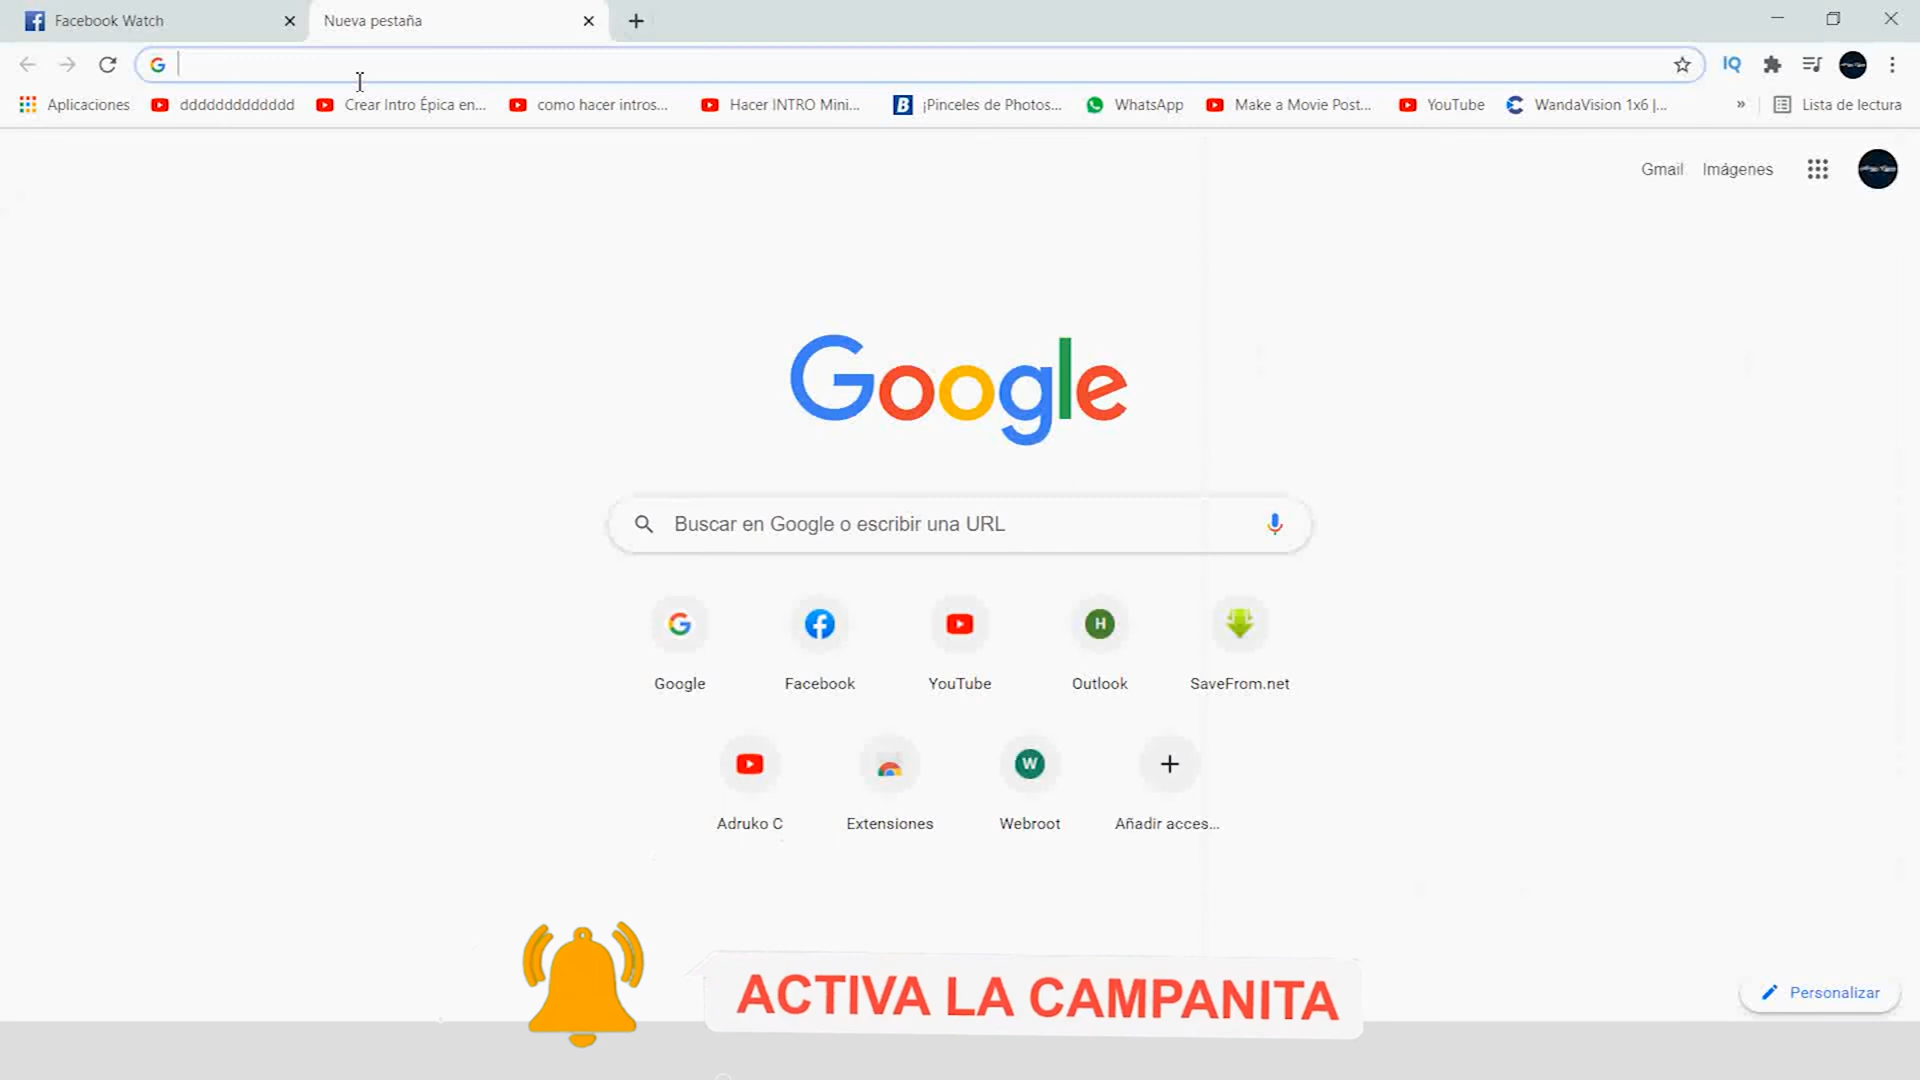 Facebook Watch
Nueva pestaña
Aplicaciones
ddddddddddddd
Crear Intro Épica en...
como hacer intros...
Hacer INTRO Mini...
¡Pinceles de Photos...
WhatsApp
Make a Movie Post...
YouTube
WandaVision 1x6 |...
»
Lista de lectura
IQ
Gmail
Imágenes
Google
Buscar en Google o escribir una URL
Google
Facebook
YouTube
H
Outlook
SaveFrom.net
Adruko C
Extensiones
W
Webroot
Añadir acces...
ACTIVA LA CAMPANITA
Personalizar